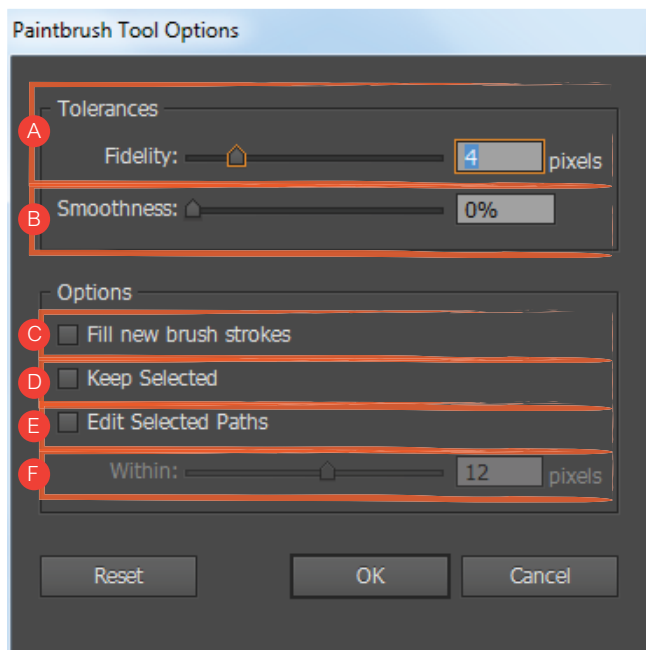 Paintbrush Tool Options
Tolerances
A
Fidelity: 4 pixels
B
Smoothness: 0%
Options
C Fill new brush strokes
D Keep Selected
E Edit Selected Paths
F Within: 12 pixels
Reset OK Cancel